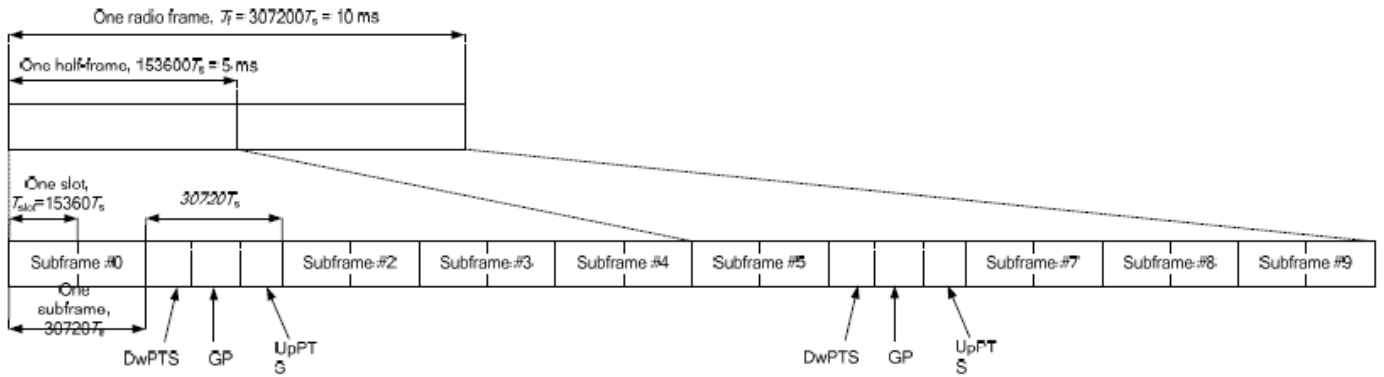 One radio frame, Tf = 307200Ts = 10 ms
One half-frame, 153600Ts = 5 ms
One slot,
Tslot=15360Ts
30720Ts
Subframe #0
Subframe #2
Subframe #3
Subframe #4
Subframe #5
Subframe #7
Subframe #8
Subframe #9
One
subframe,
30720Ts
DwPTS
GP
UpPT
S
DwPTS
GP
UpPT
S